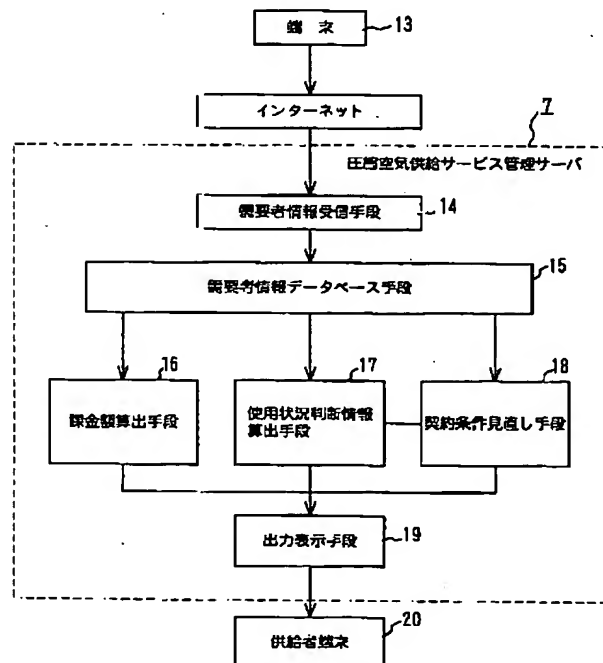 端末
13
インターネット
7
圧縮空気供給サービス管理サーバ
需要者情報受信手段
14
需要者情報データベース手段
15
16
17
18
課金額算出手段
使用状況判断情報
算出手段
契約条件見直し手段
出力表示手段
19
供給者端末
20